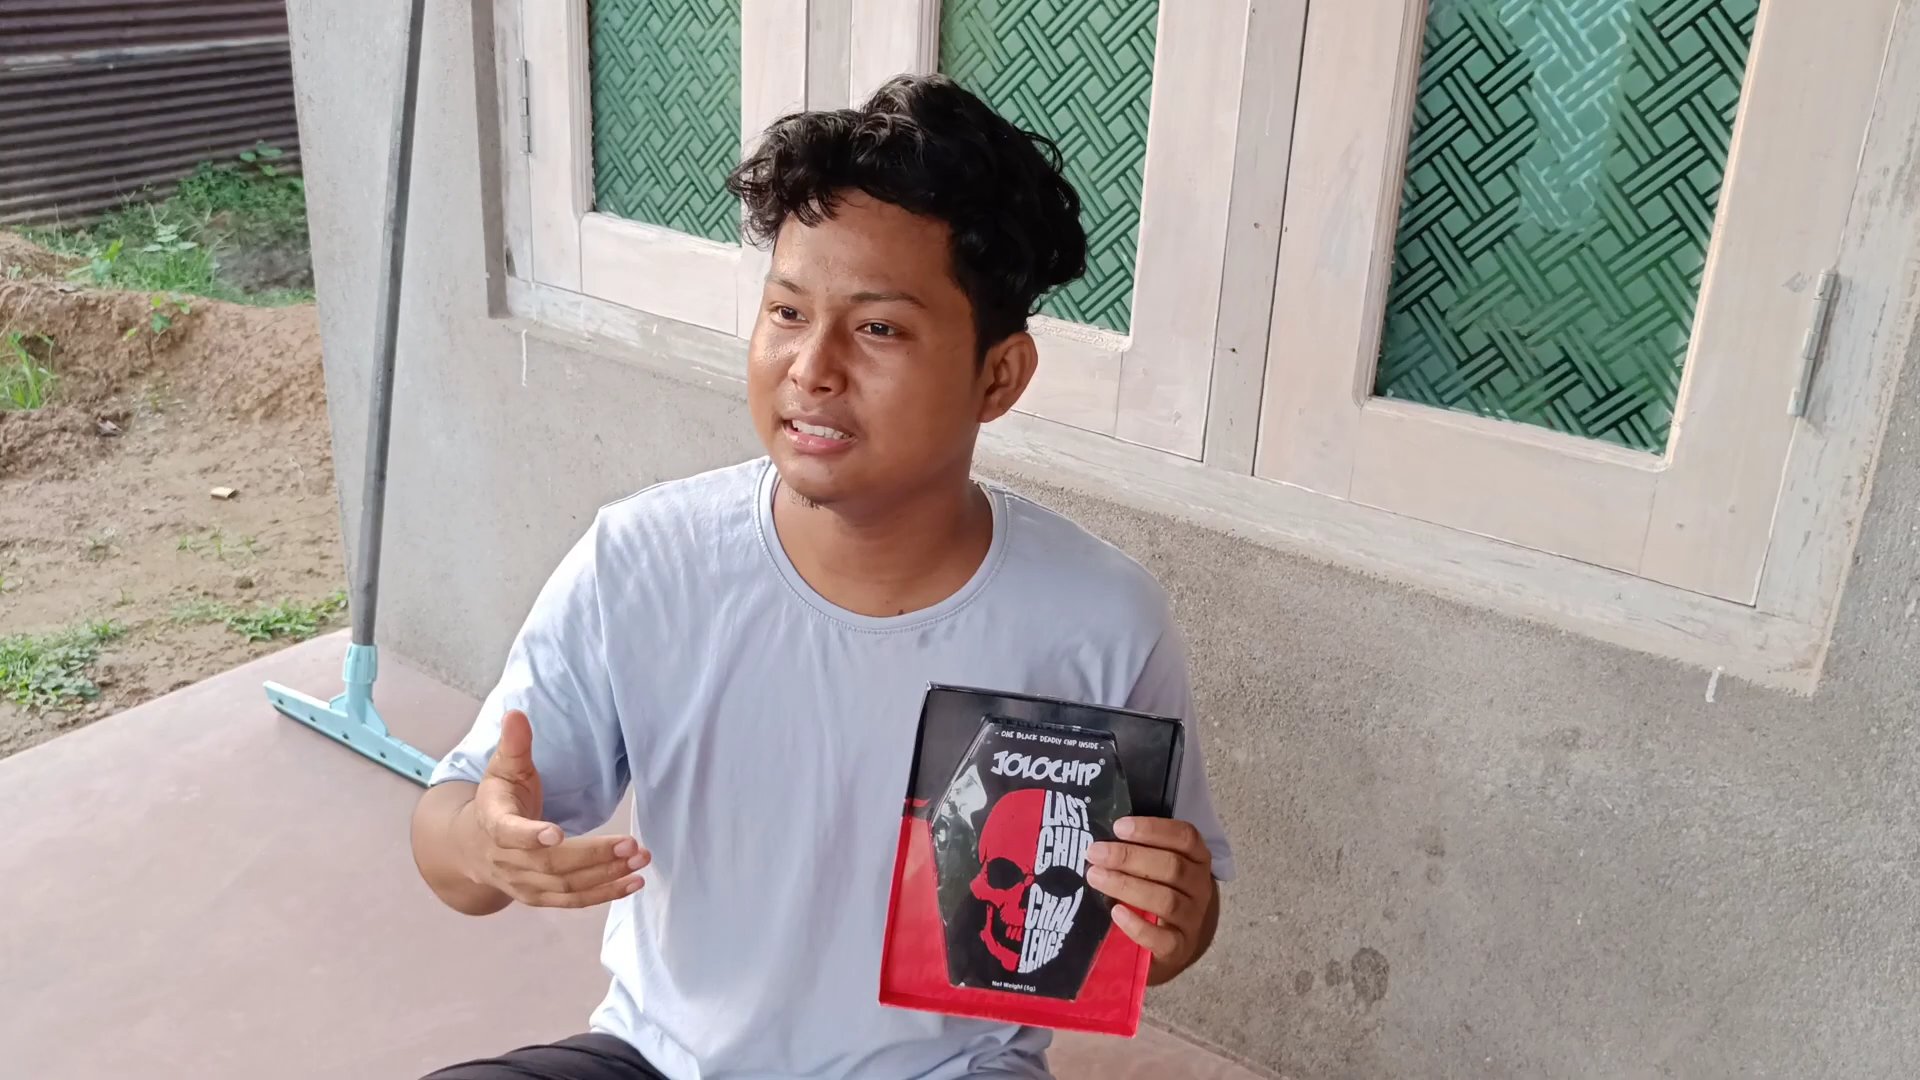 - ONE BLACK DEADLY CHIP INSIDE -
JOLOCHIP®
LAST®
CHIP
CHAL
LENGE
Net Weight (5g)